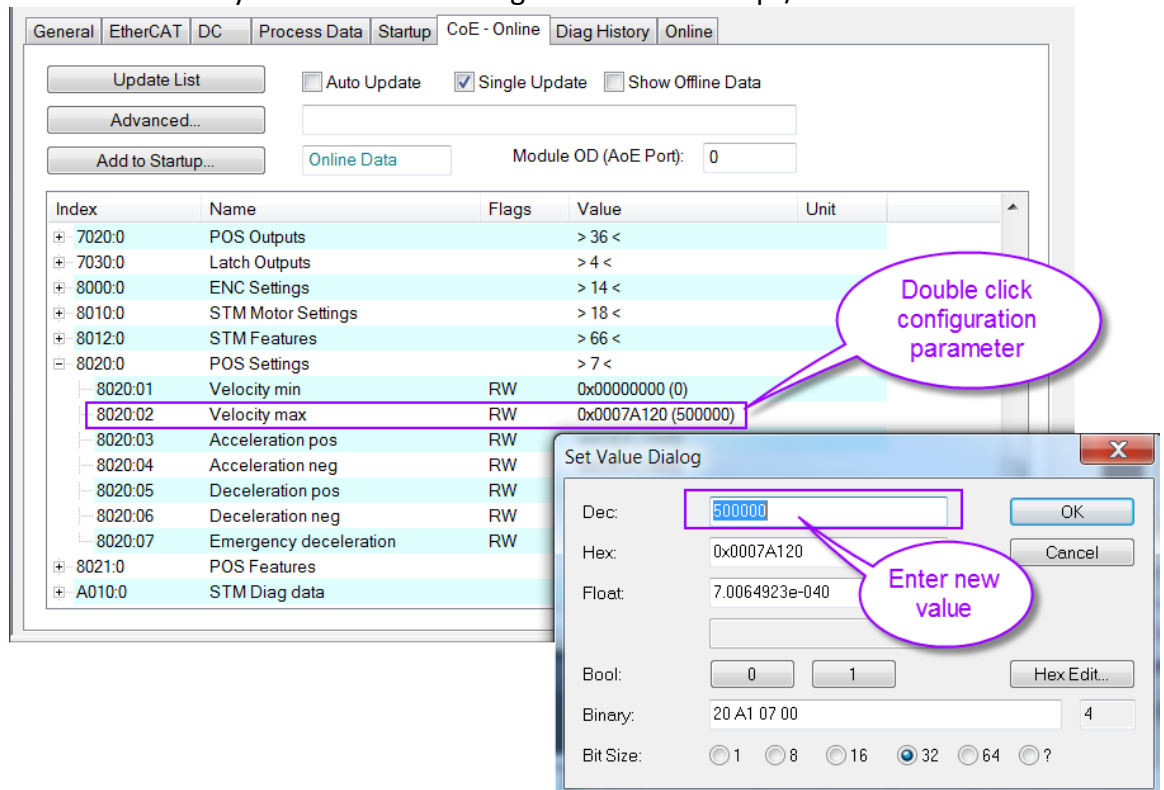 General EtherCAT DC Process Data Startup CoE - Online Diag History Online
Update List Auto Update Single Update Show Offline Data
Advanced...
Add to Startup... Online Data Module OD (AoE Port): 0
Index Name Flags Value Unit
7020:0 POS Outputs > 36 <
7030:0 Latch Outputs > 4 <
8000:0 ENC Settings > 14 <
8010:0 STM Motor Settings > 18 <
8012:0 STM Features > 66 <
8020:0 POS Settings > 7 <
8020:01 Velocity min RW 0x00000000 (0)
8020:02 Velocity max RW 0x0007A120 (500000)
8020:03 Acceleration pos RW
8020:04 Acceleration neg RW
8020:05 Deceleration pos RW
8020:06 Deceleration neg RW
8020:07 Emergency deceleration RW
8021:0 POS Features
A010:0 STM Diag data
Double click
configuration
parameter
Set Value Dialog X
Dec: 500000 OK
Hex: 0x0007A120 Cancel
Float: 7.0064923e-040
Enter new
value
Bool: 0 1 Hex Edit...
Binary: 20 A1 07 00 4
Bit Size: 1 8 16 32 64 ?